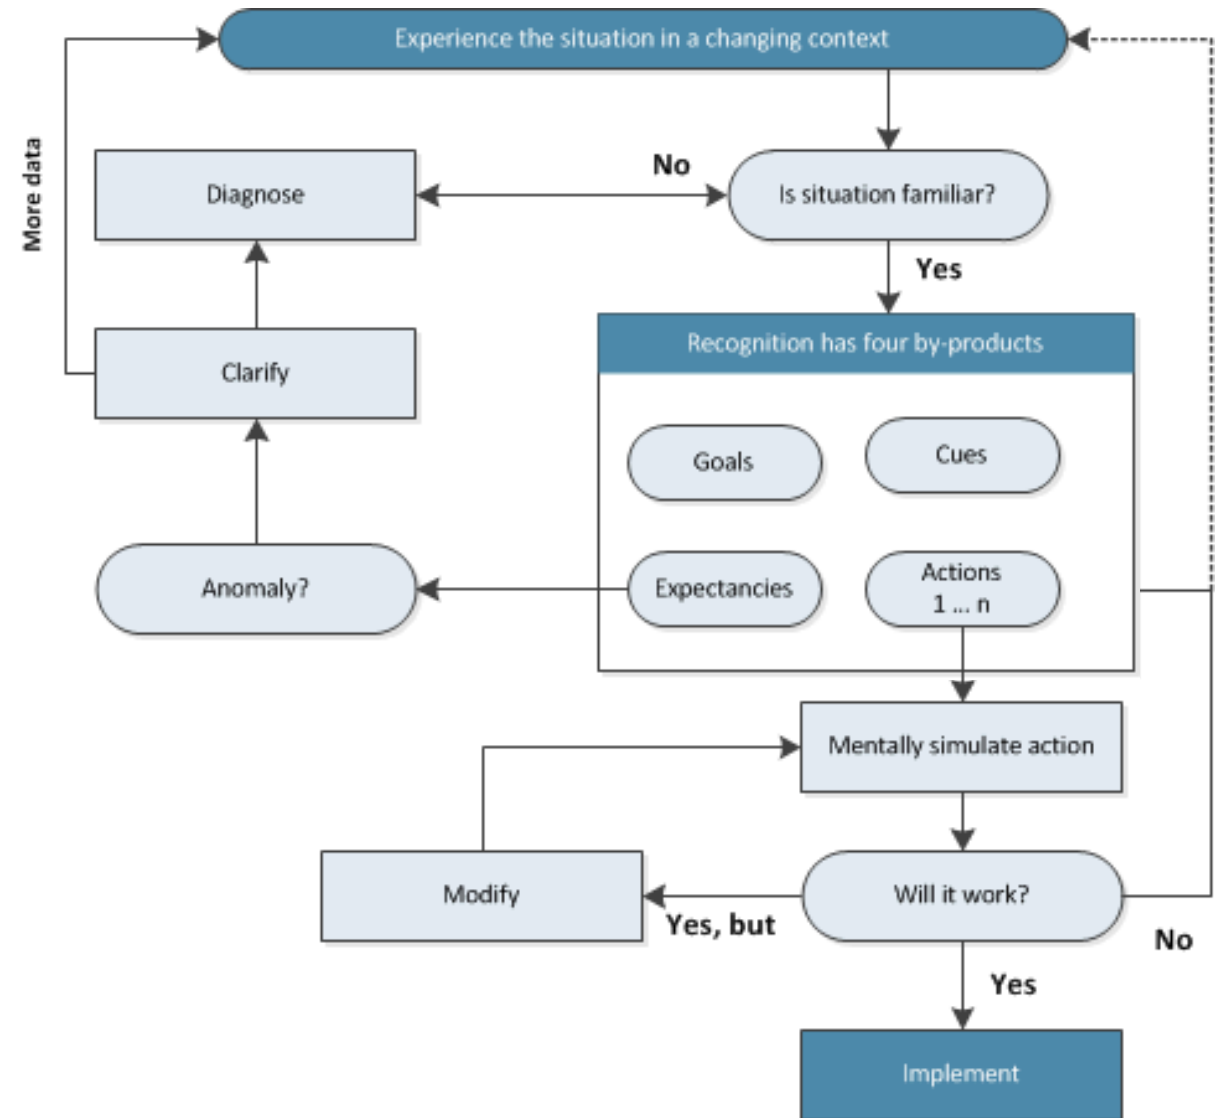 Experience the situation in a changing context
More data
Diagnose
No
Is situation familiar?
Yes
Recognition has four by-products
Clarify
Goals
Cues
Anomaly?
Expectancies
Actions
1 ... n
Mentally simulate action
Modify
Yes, but
Will it work?
No
Yes
Implement